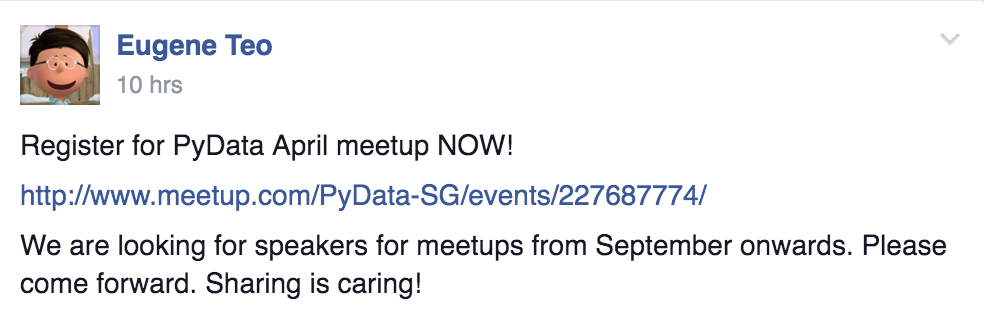 Eugene Teo
10 hrs
Register for PyData April meetup NOW!
http://www.meetup.com/PyData-SG/events/227687774/
We are looking for speakers for meetups from September onwards. Please
come forward. Sharing is caring!